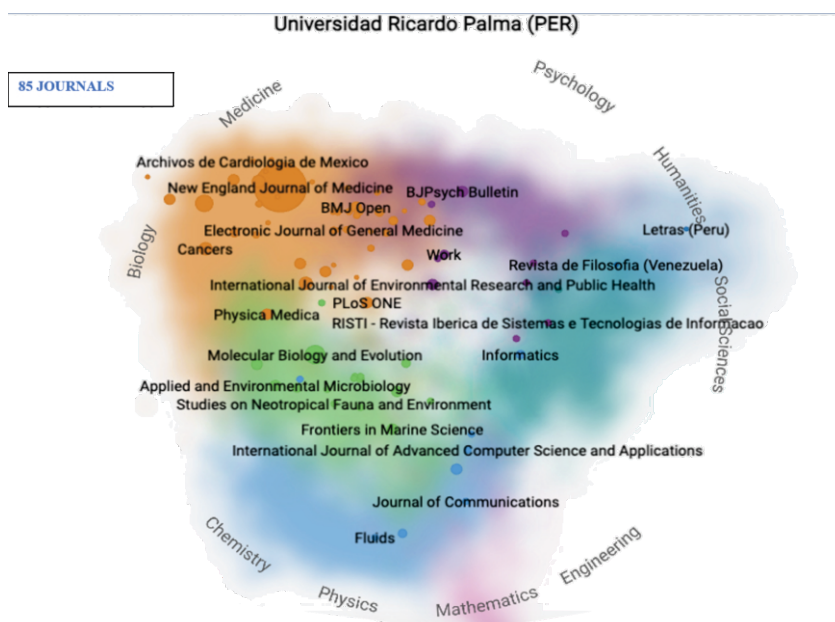 Universidad Ricardo Palma (PER)
85 JOURNALS
Medicine
Psychology
Humanities
Biology
Social Sciences
Archivos de Cardiologia de Mexico
New England Journal of Medicine
BJPsych Bulletin
BMJ Open
Electronic Journal of General Medicine
Letras (Peru)
Cancers
Work
Revista de Filosofia (Venezuela)
International Journal of Environmental Research and Public Health
PLoS ONE
Physica Medica
RISTI - Revista Iberica de Sistemas e Tecnologias de Informacao
Molecular Biology and Evolution
Informatics
Applied and Environmental Microbiology
Studies on Neotropical Fauna and Environment
Frontiers in Marine Science
International Journal of Advanced Computer Science and Applications
Journal of Communications
Fluids
Chemistry
Physics
Mathematics
Engineering